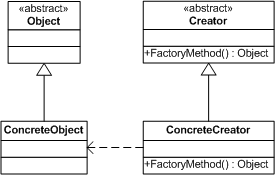 «abstract»
Object
«abstract»
Creator
+FactoryMethod() : Object
ConcreteObject
ConcreteCreator
+FactoryMethod() : Object